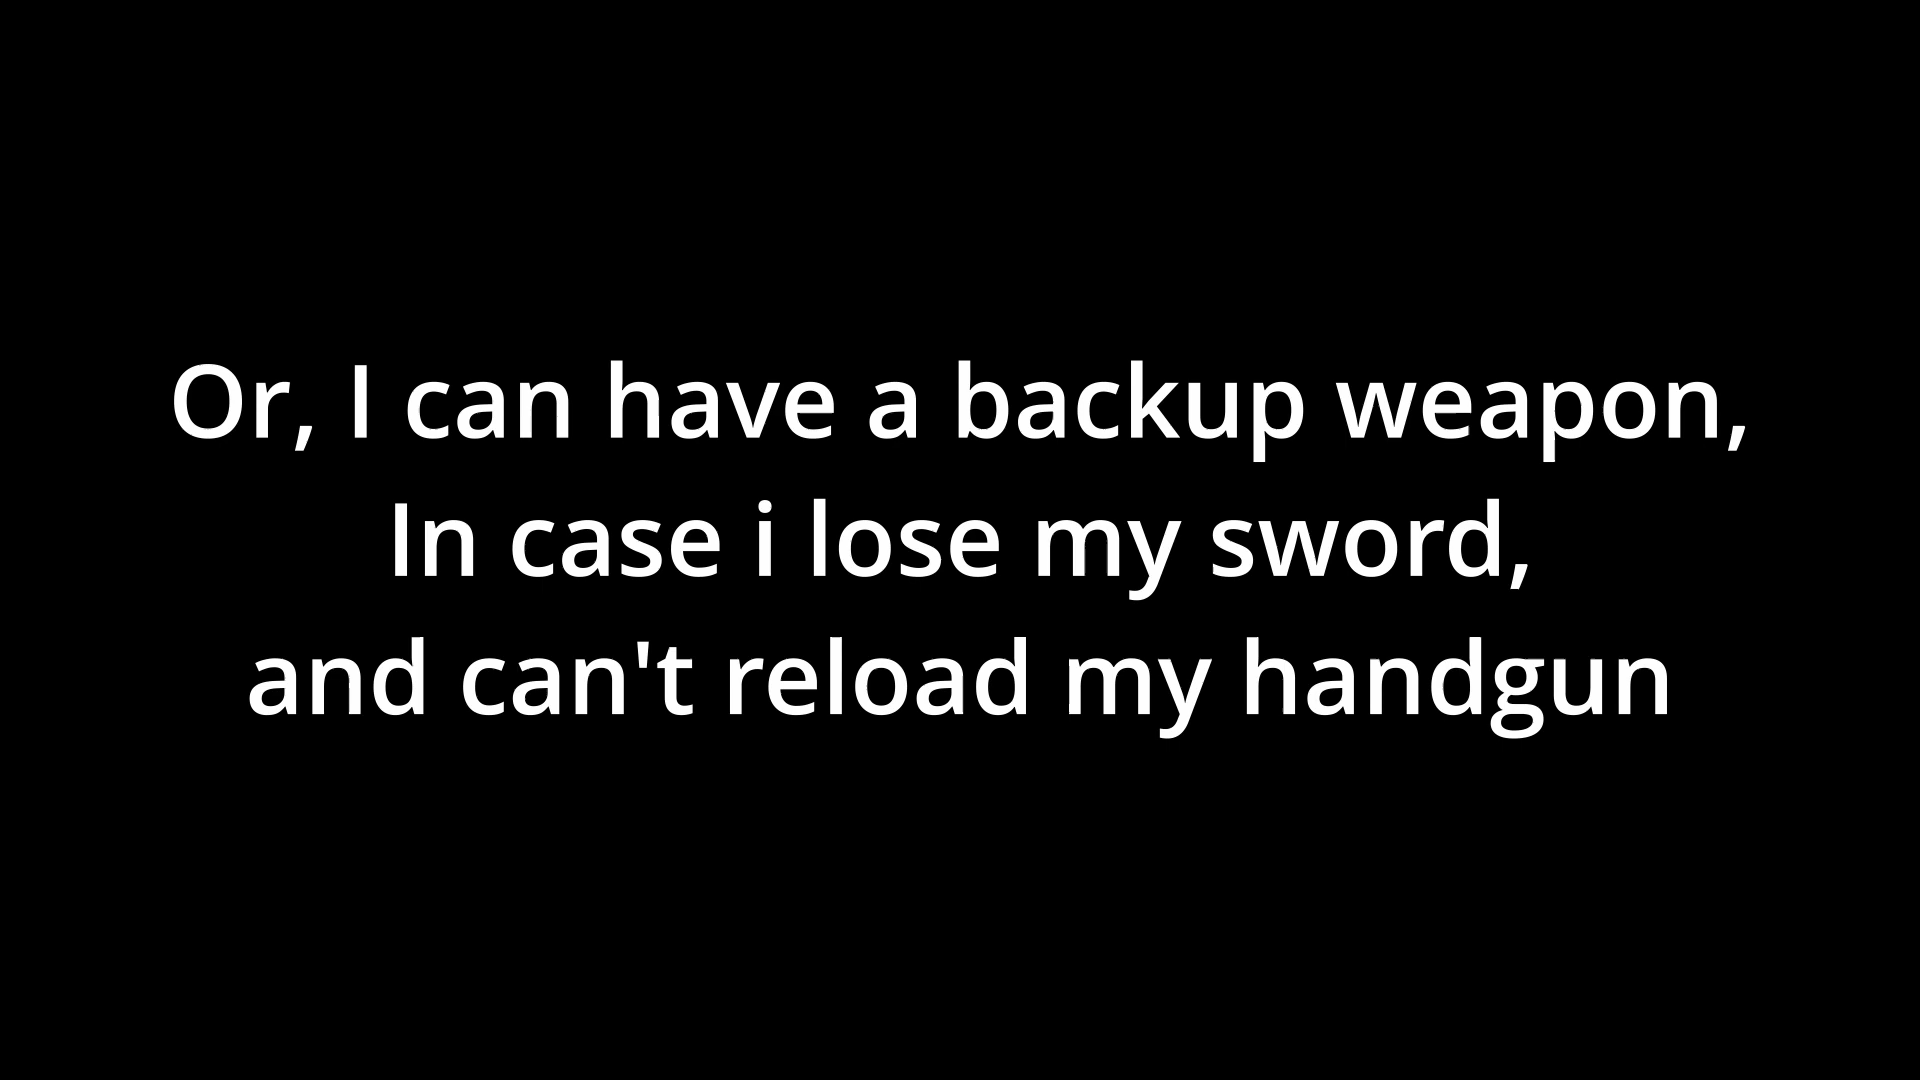 Or, I can have a backup weapon,
In case i lose my sword,
and can't reload my handgun